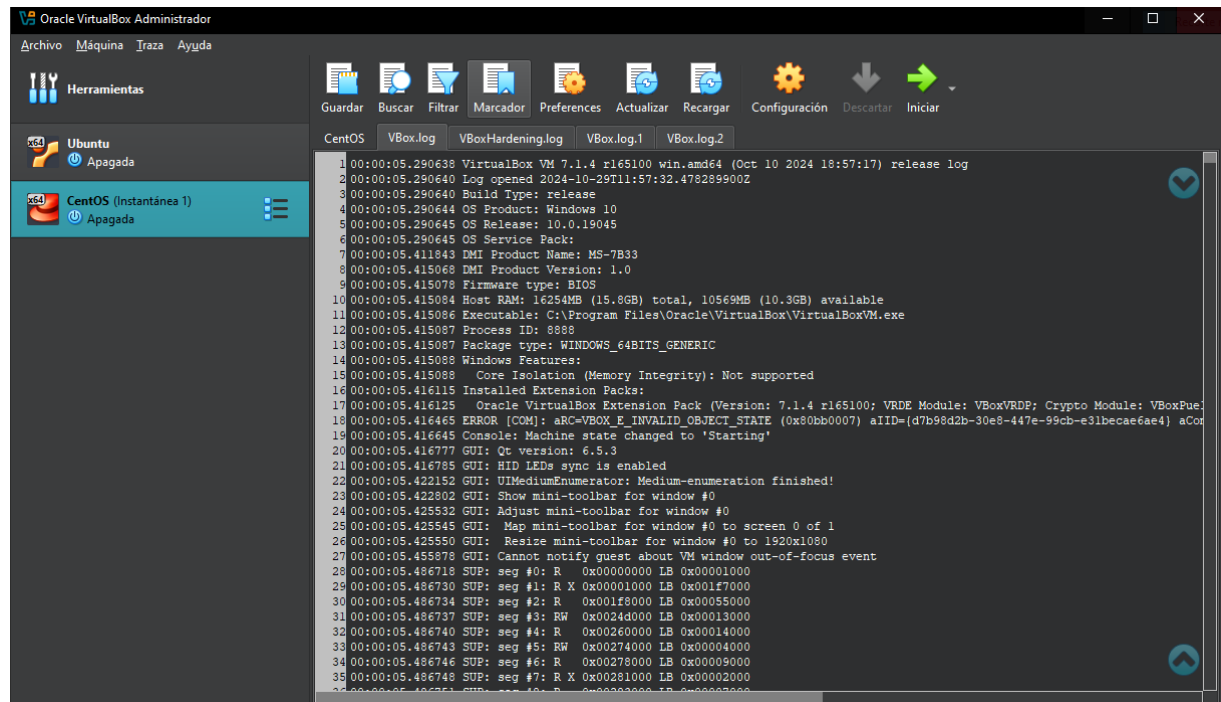 Oracle VirtualBox Administrador
Archivo Máquina Traza Ayuda
Herramientas
Guardar Buscar Filtrar Marcador Preferences Actualizar Recargar Configuración Descartar Iniciar
x64 Ubuntu
Apagada
x64 CentOS (Instantánea 1)
Apagada
CentOS VBox.log VBoxHardening.log VBox.log.1 VBox.log.2
1 00:00:05.290638 VirtualBox VM 7.1.4 r165100 win.amd64 (Oct 10 2024 18:57:17) release log
2 00:00:05.290640 Log opened 2024-10-29T11:57:32.478289900Z
3 00:00:05.290640 Build Type: release
4 00:00:05.290644 OS Product: Windows 10
5 00:00:05.290645 OS Release: 10.0.19045
6 00:00:05.290645 OS Service Pack:
7 00:00:05.411843 DMI Product Name: MS-7B33
8 00:00:05.415068 DMI Product Version: 1.0
9 00:00:05.415078 Firmware type: BIOS
10 00:00:05.415084 Host RAM: 16254MB (15.8GB) total, 10569MB (10.3GB) available
11 00:00:05.415086 Executable: C:\Program Files\Oracle\VirtualBox\VirtualBoxVM.exe
12 00:00:05.415087 Process ID: 8888
13 00:00:05.415087 Package type: WINDOWS_64BITS_GENERIC
14 00:00:05.415088 Windows Features:
15 00:00:05.415088   Core Isolation (Memory Integrity): Not supported
16 00:00:05.416115 Installed Extension Packs:
17 00:00:05.416125   Oracle VirtualBox Extension Pack (Version: 7.1.4 r165100; VRDE Module: VBoxVRDP; Crypto Module: VBoxPuel
18 00:00:05.416465 ERROR [COM]: aRC=VBOX_E_INVALID_OBJECT_STATE (0x80bb0007) aIID={d7b98d2b-30e8-447e-99cb-e31becae6ae4} aCom
19 00:00:05.416645 Console: Machine state changed to 'Starting'
20 00:00:05.416777 GUI: Qt version: 6.5.3
21 00:00:05.416785 GUI: HID LEDs sync is enabled
22 00:00:05.422152 GUI: UIMediumEnumerator: Medium-enumeration finished!
23 00:00:05.422802 GUI: Show mini-toolbar for window #0
24 00:00:05.425532 GUI: Adjust mini-toolbar for window #0
25 00:00:05.425545 GUI:  Map mini-toolbar for window #0 to screen 0 of 1
26 00:00:05.425550 GUI:  Resize mini-toolbar for window #0 to 1920x1080
27 00:00:05.455878 GUI: Cannot notify guest about VM window out-of-focus event
28 00:00:05.486718 SUP: seg #0: R   0x00000000 LB 0x00001000
29 00:00:05.486730 SUP: seg #1: R X 0x00001000 LB 0x001f7000
30 00:00:05.486734 SUP: seg #2: R   0x001f8000 LB 0x00055000
31 00:00:05.486737 SUP: seg #3: RW  0x0024d000 LB 0x00013000
32 00:00:05.486740 SUP: seg #4: R   0x00260000 LB 0x00014000
33 00:00:05.486743 SUP: seg #5: RW  0x00274000 LB 0x00004000
34 00:00:05.486746 SUP: seg #6: R   0x00278000 LB 0x00009000
35 00:00:05.486748 SUP: seg #7: R X 0x00281000 LB 0x00002000